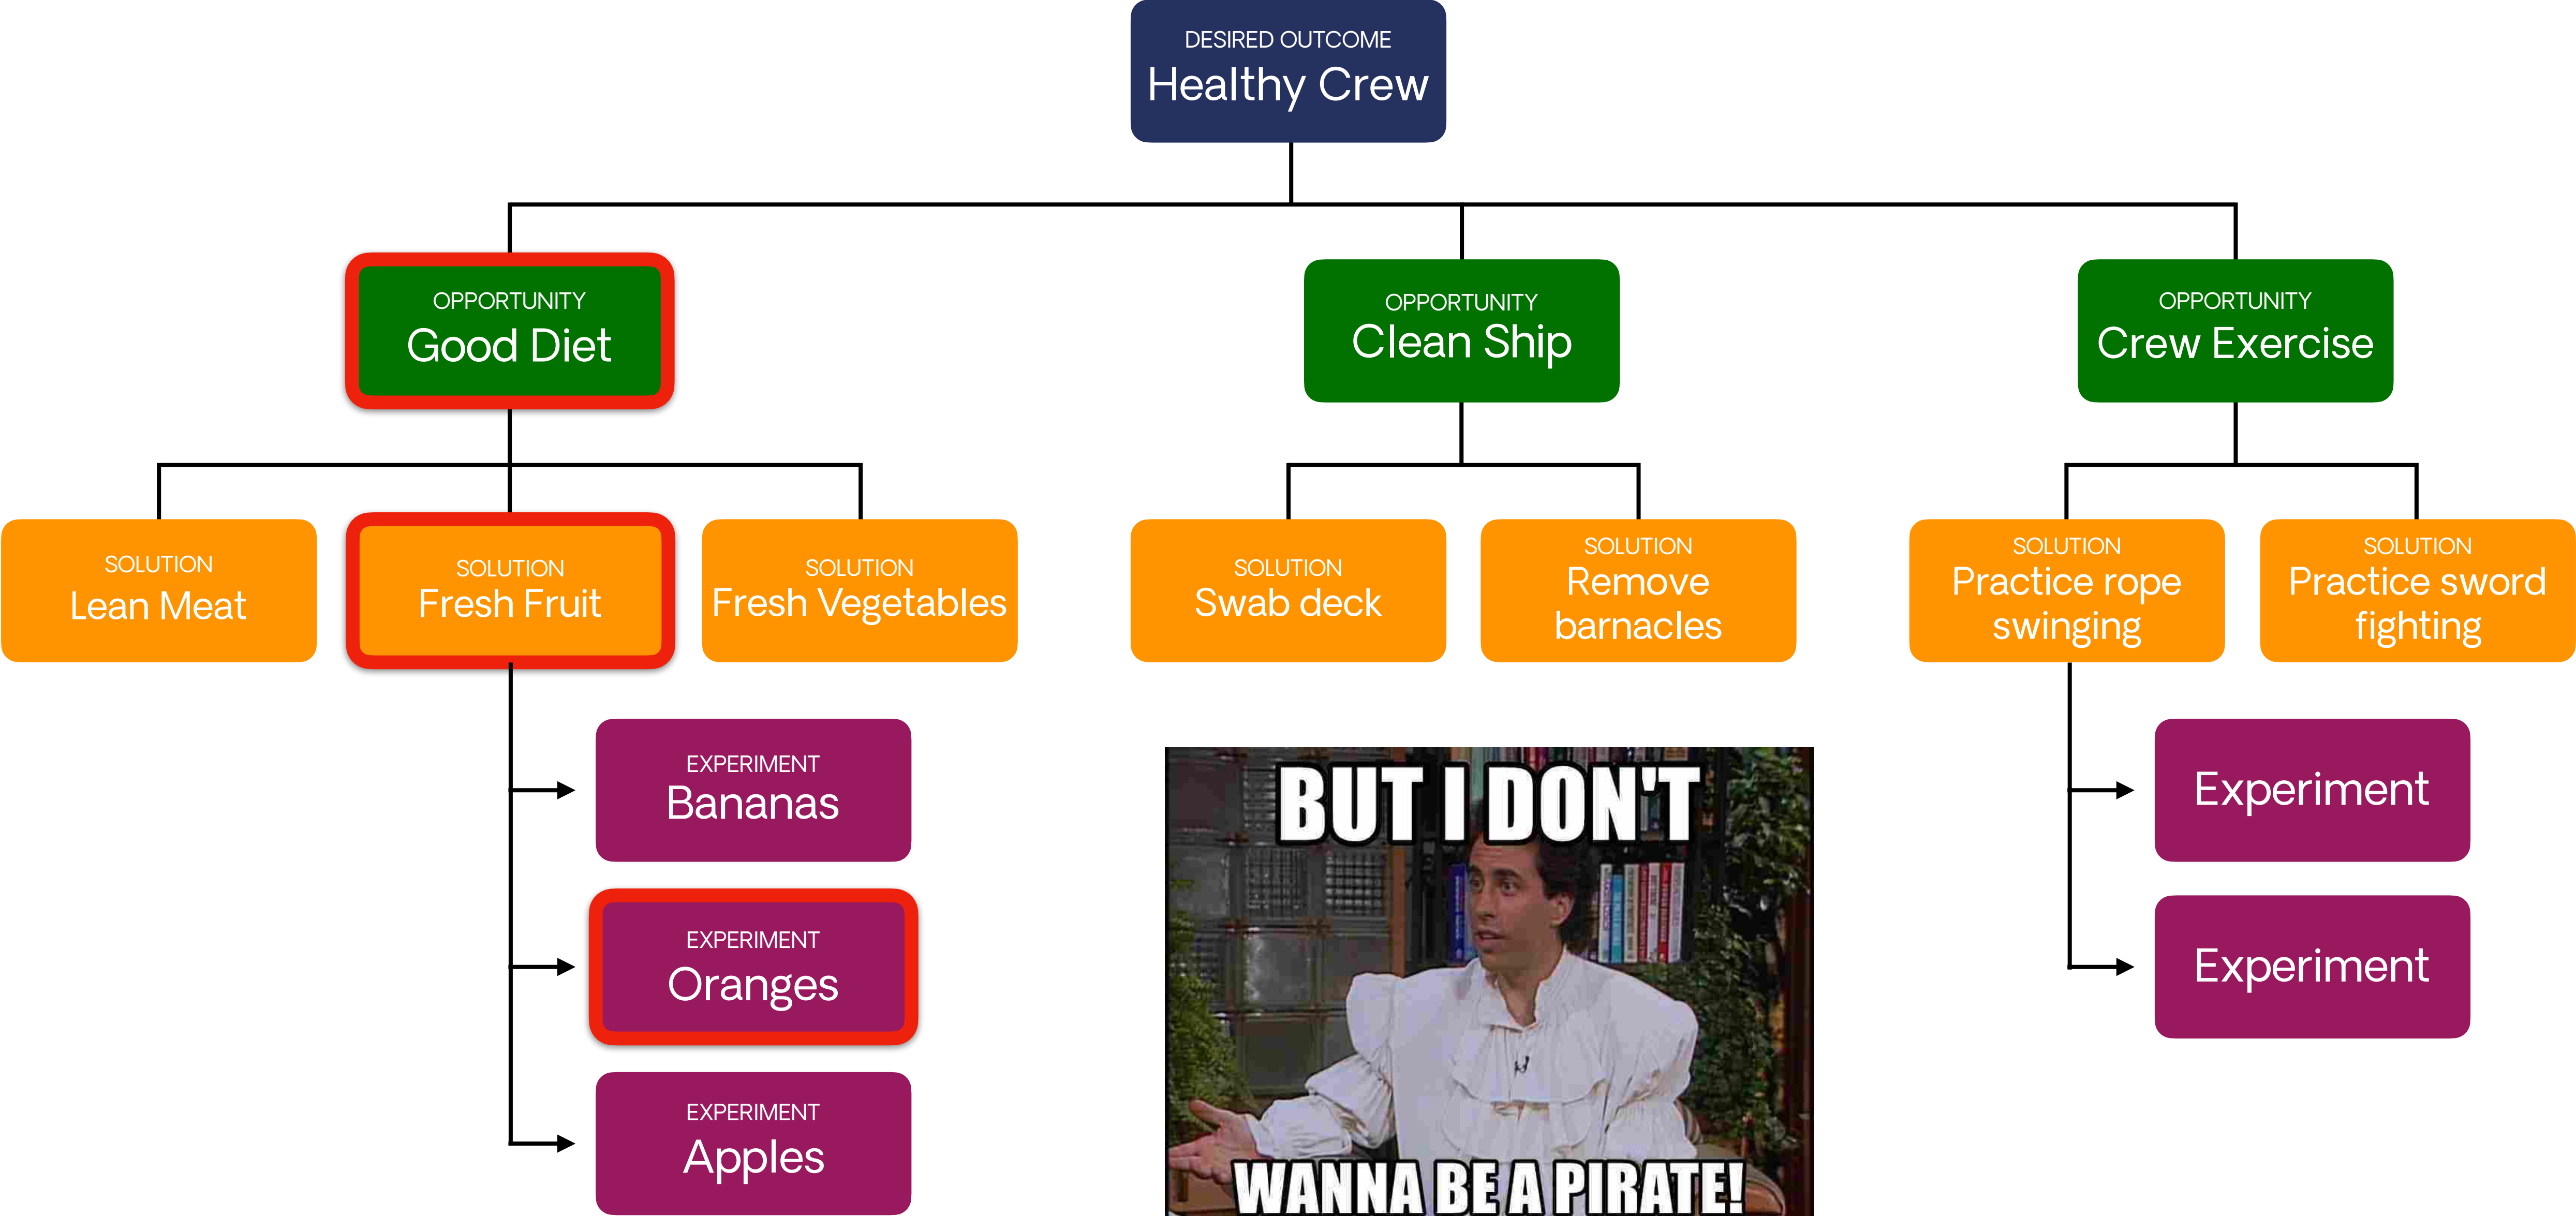 DESIRED OUTCOME
Healthy Crew
OPPORTUNITY
Good Diet
OPPORTUNITY
Clean Ship
OPPORTUNITY
Crew Exercise
SOLUTION
Lean Meat
SOLUTION
Fresh Fruit
SOLUTION
Fresh Vegetables
SOLUTION
Swab deck
SOLUTION
Remove
barnacles
SOLUTION
Practice rope
swinging
SOLUTION
Practice sword
fighting
EXPERIMENT
Bananas
EXPERIMENT
Oranges
EXPERIMENT
Apples
BUT I DON'T
WANNA BE A PIRATE!
Experiment
Experiment